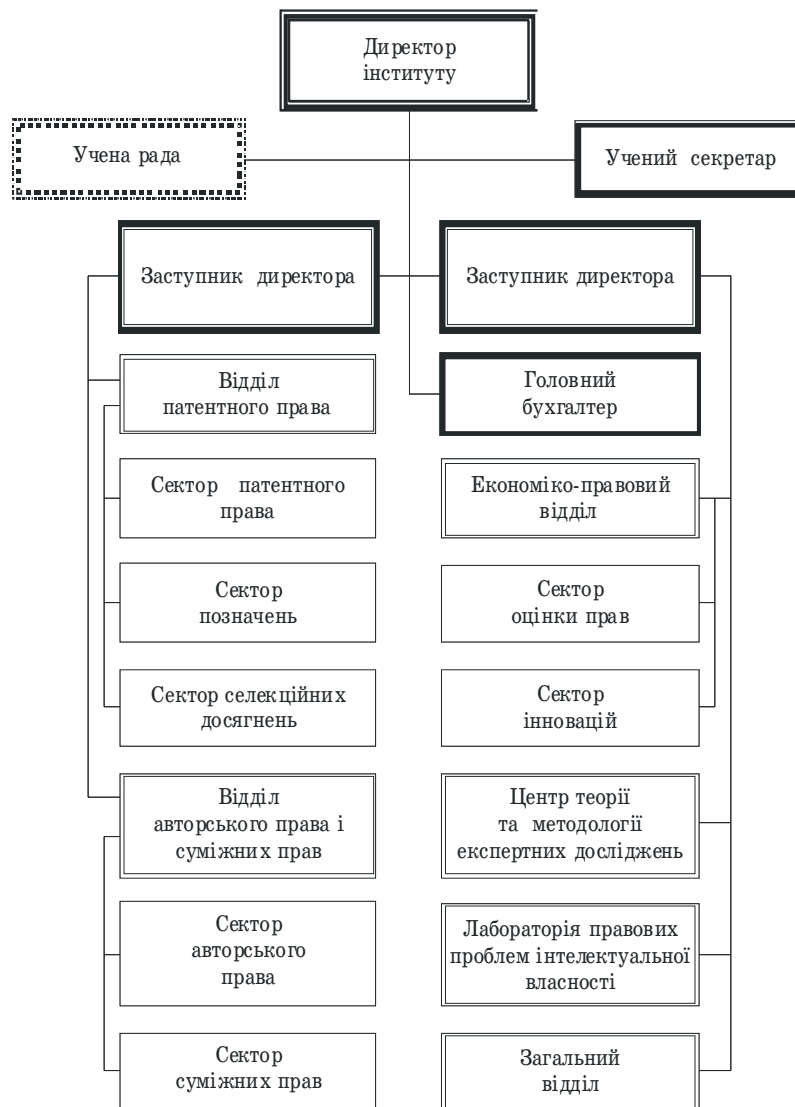 Директор
інституту
Учена рада
Учений секретар
Заступник директора
Заступник директора
Відділ
патентного права
Головний
бухгалтер
Сектор патентного
права
Економіко-правовий
відділ
Сектор
позначень
Сектор
оцінки прав
Сектор селекційних
досягнень
Сектор
інновацій
Відділ
авторського права і
суміжних прав
Центр теорії
та методології
експертних досліджень
Сектор
авторського
права
Лабораторія правових
проблем інтелектуальної
власності
Сектор
суміжних прав
Загальний
відділ